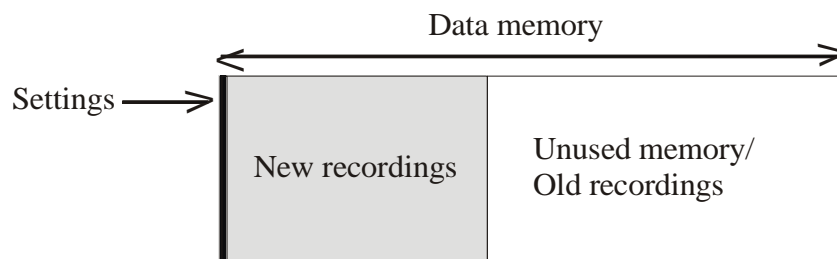 Data memory
Settings
New recordings
Unused memory/
Old recordings